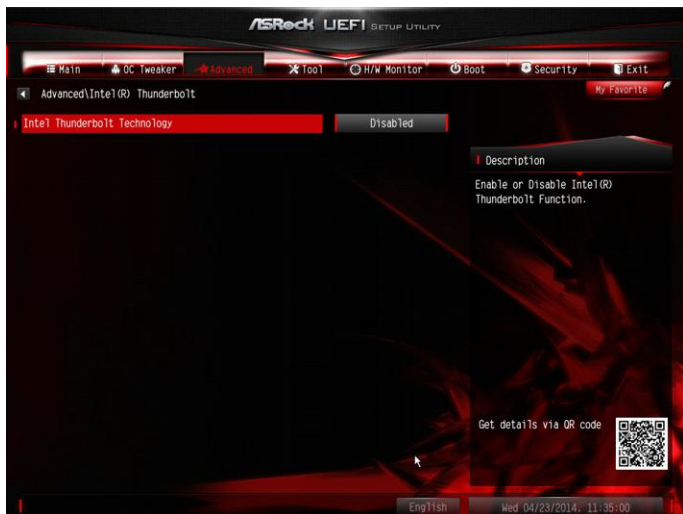 ASRock UEFI SETUP UTILITY
Main OC Tweaker Advanced Tool H/W Monitor Boot Security Exit
Advanced\Intel(R) Thunderbolt
My Favorite
Intel Thunderbolt Technology Disabled
Description
Enable or Disable Intel(R)
Thunderbolt Function.
Get details via QR code
English Wed 04/23/2014. 11:35:00